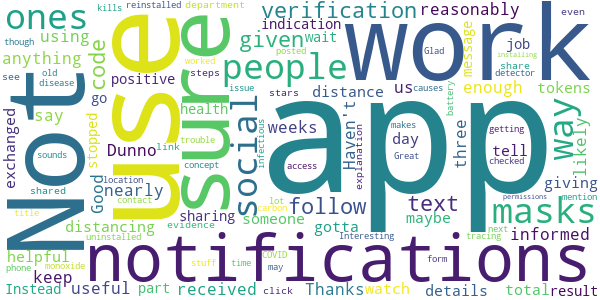 ones
Not
use
sure
verification
reasonably
work
app
notifications
people
given
social
masks
way
text
follow
code
using
anything
say
positive
stopped
Dunno
go
exchanged
nearly
Good
health
distance
weeks
Haven't
day
us
enough
message
job
tokens
likely
tell
three
giving
informed
sharing
someone
maybe
gotta
distancing
helpful
keep
useful
part
received
Instead
Thanks
watch
details
total
result
indication
wait
kills
reinstalled
department
even
though
see
old
disease
sounds
shared
title
phone
monoxide
uninstalled
location
contact
link
worked
steps
issue
trouble
concept
evidence
lot
carbon
stuff
time
COVID
may
click
infectious
access
stars
posted
explanation
makes
Great
causes
battery
Glad
share
detector
installing
getting
checked
Interesting
form
tracing
next
mention
permissions